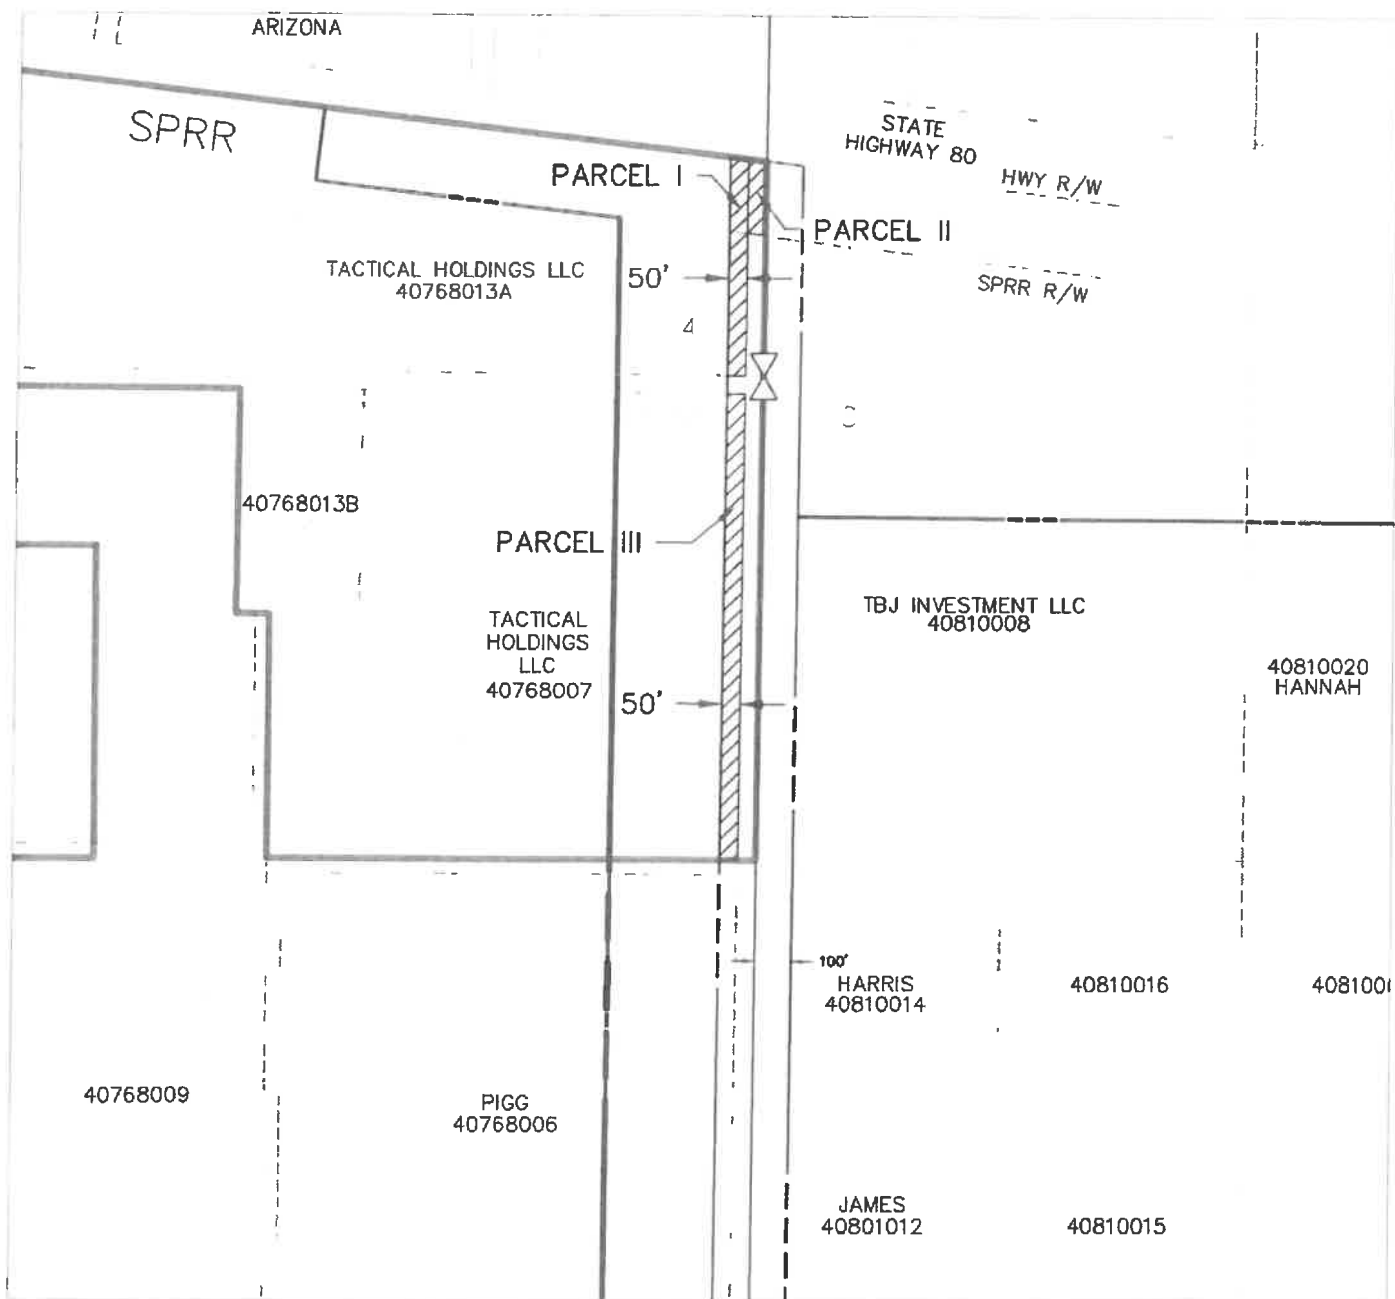 ARIZONA
SPRR
STATE
HIGHWAY 80
HWY R/W
PARCEL I
PARCEL II
TACTICAL HOLDINGS LLC
40768013A
50'
SPRR R/W
4
40768013B
PARCEL III
TACTICAL
HOLDINGS
LLC
40768007
50'
TBJ INVESTMENT LLC
40810008
40810020
HANNAH
100'
HARRIS
40810014
40810016
408100
40768009
PIGG
40768006
JAMES
40801012
40810015